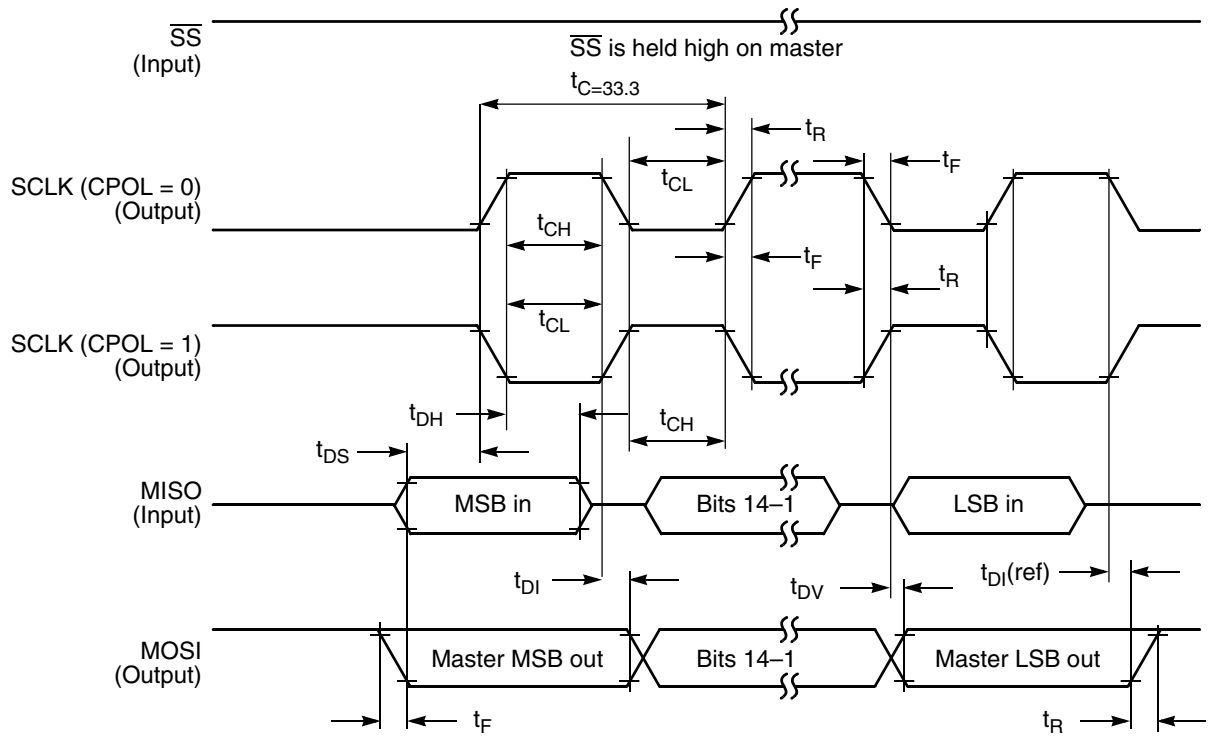 SS
(Input)
SS is held high on master
tC=33.3
tR
tF
SCLK (CPOL = 0)
(Output)
tCL
tCH
tF
tR
tCL
SCLK (CPOL = 1)
(Output)
tDH
tCH
tDS
MISO
(Input)
MSB in
Bits 14–1
LSB in
tDI
tDV
tDI(ref)
MOSI
(Output)
Master MSB out
Bits 14–1
Master LSB out
tF
tR